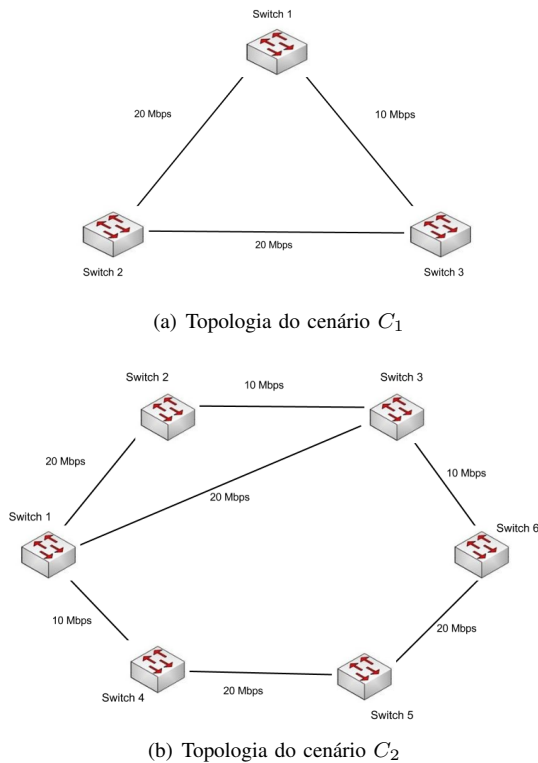 Switch 1
20 Mbps
10 Mbps
Switch 2
20 Mbps
Switch 3
(a) Topologia do cenário C₁
Switch 2
10 Mbps
Switch 3
20 Mbps
20 Mbps
10 Mbps
Switch 1
Switch 6
10 Mbps
20 Mbps
20 Mbps
Switch 4
Switch 5
(b) Topologia do cenário C₂